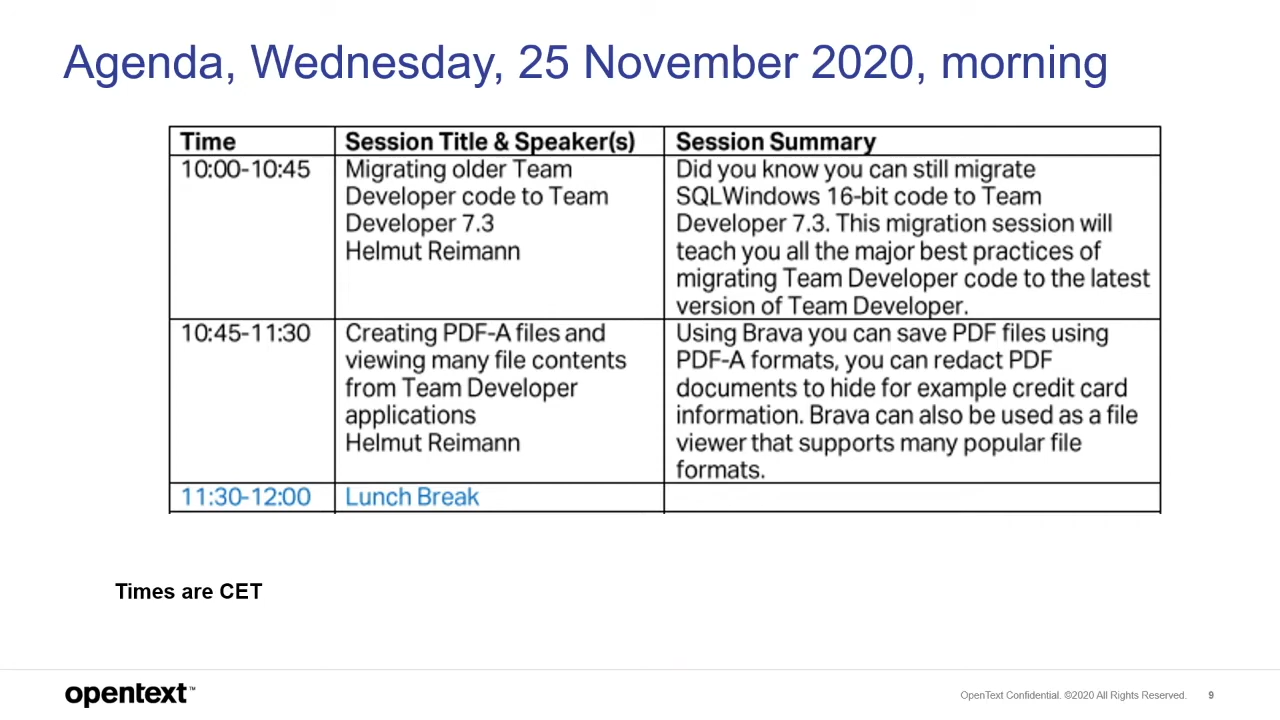 Agenda, Wednesday, 25 November 2020, morning
Time
Session Title & Speaker(s)
Session Summary
10:00-10:45
Migrating older Team
Developer code to Team
Developer 7.3
Helmut Reimann
Did you know you can still migrate
SQLWindows 16-bit code to Team
Developer 7.3. This migration session will
teach you all the major best practices of
migrating Team Developer code to the latest
version of Team Developer.
10:45-11:30
Creating PDF-A files and
viewing many file contents
from Team Developer
applications
Helmut Reimann
Using Brava you can save PDF files using
PDF-A formats, you can redact PDF
documents to hide for example credit card
information. Brava can also be used as a file
viewer that supports many popular file
formats.
11:30-12:00
Lunch Break
Times are CET
opentext™
OpenText Confidential. ©2020 All Rights Reserved.
9